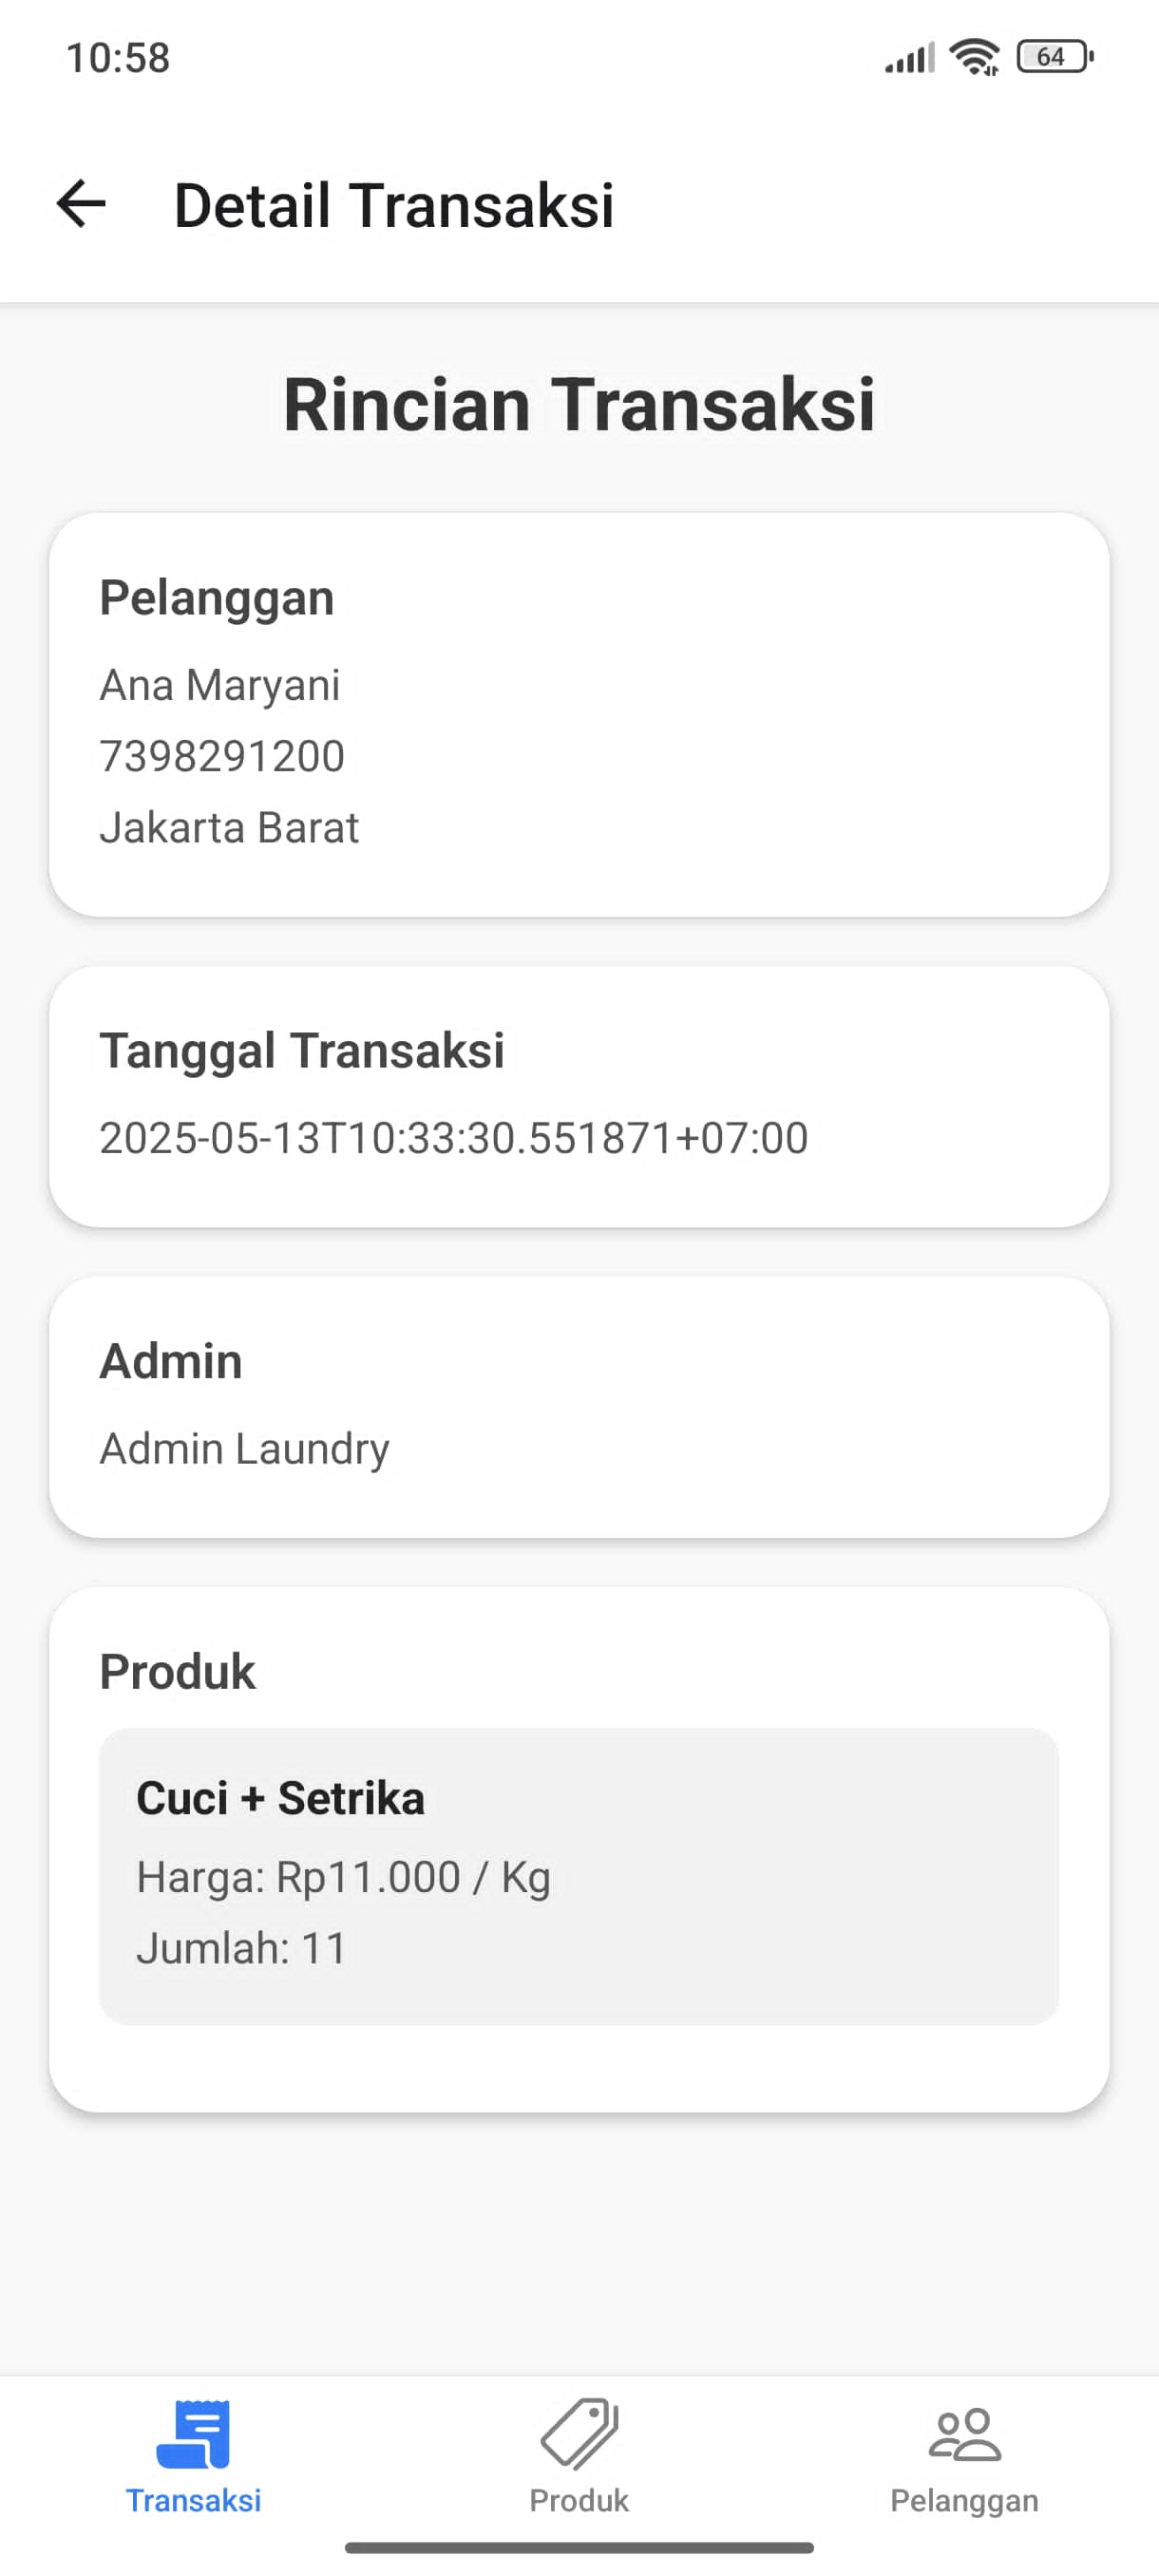 10:58
64
Detail Transaksi
Rincian Transaksi
Pelanggan
Ana Maryani
7398291200
Jakarta Barat
Tanggal Transaksi
2025-05-13T10:33:30.551871+07:00
Admin
Admin Laundry
Produk
Cuci + Setrika
Harga: Rp11.000 / Kg
Jumlah: 11
Transaksi
Produk
Pelanggan